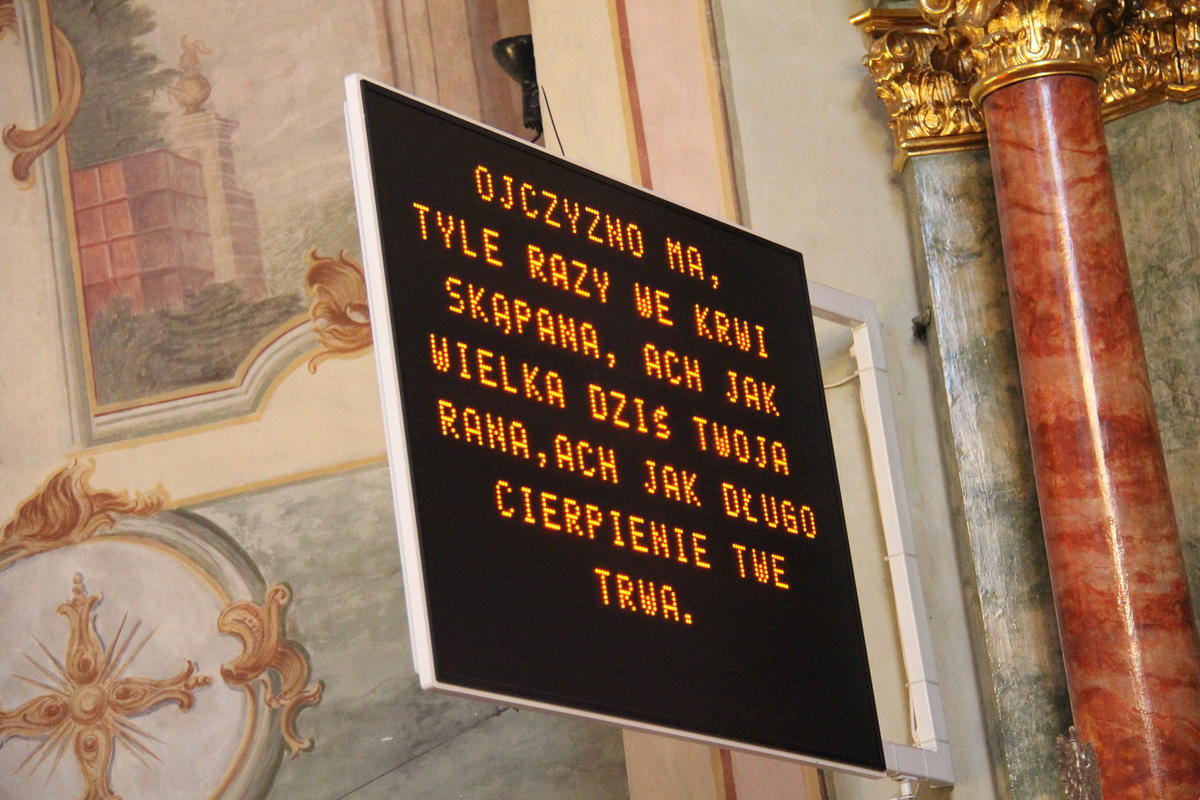 OJCZYZNO MA,
TYLE RAZY WE KRWI
SKĄPANA, ACH JAK
WIELKA DZIŚ TWOJA
RANA,ACH JAK DŁUGO
CIERPIENIE TWE
TRWA.